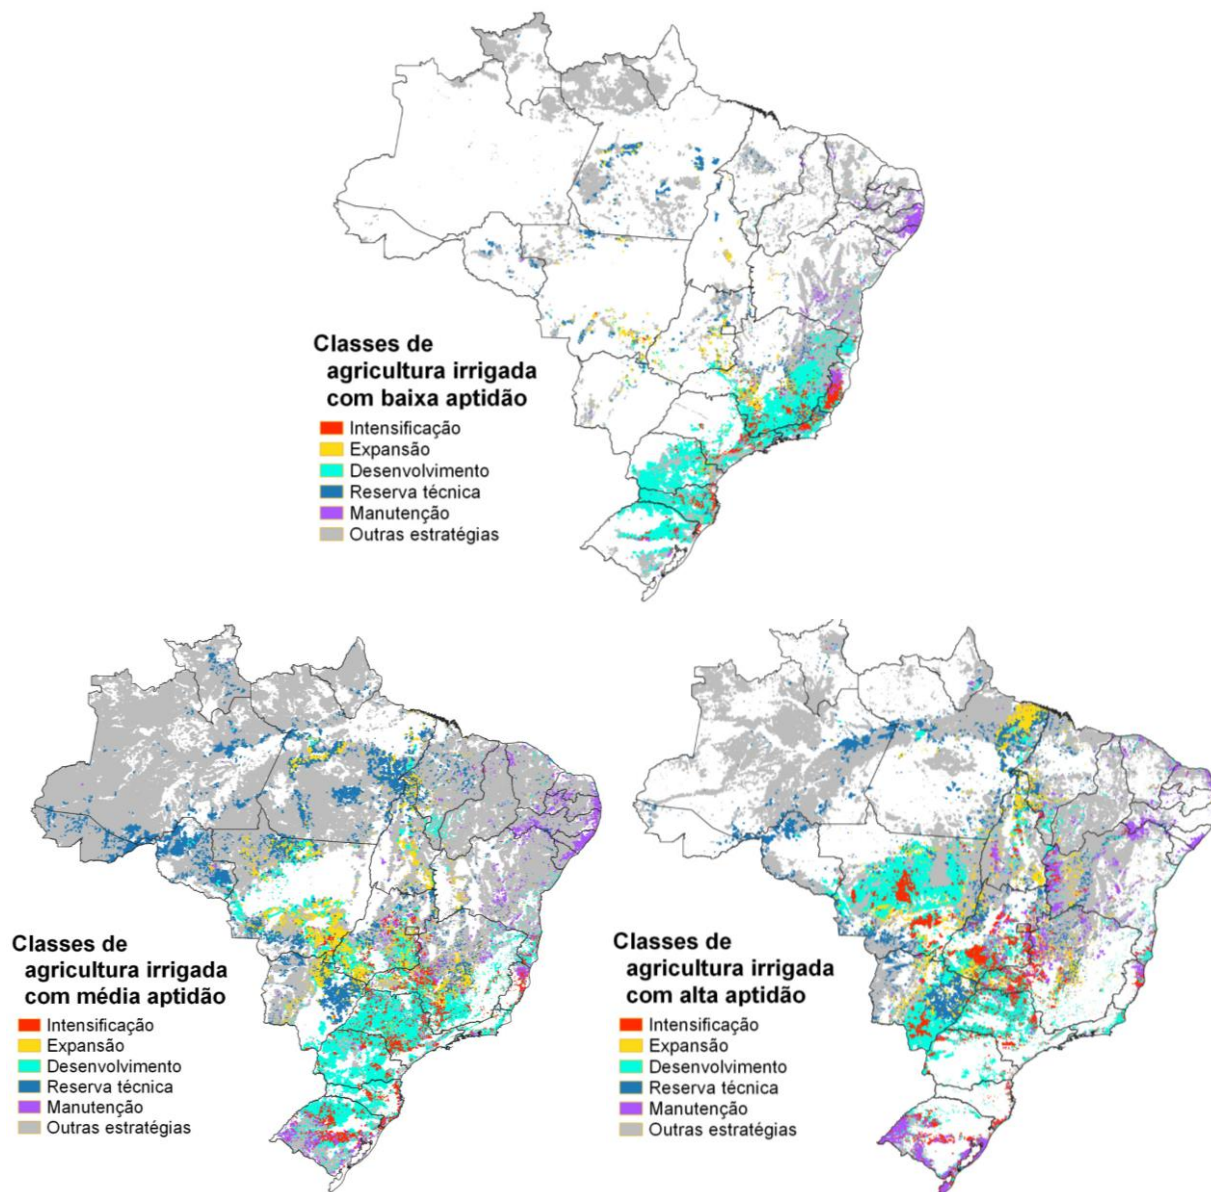 Classes de
agricultura irrigada
com baixa aptidão
Intensificação
Expansão
Desenvolvimento
Reserva técnica
Manutenção
Outras estratégias
Classes de
agricultura irrigada
com média aptidão
Intensificação
Expansão
Desenvolvimento
Reserva técnica
Manutenção
Outras estratégias
Classes de
agricultura irrigada
com alta aptidão
Intensificação
Expansão
Desenvolvimento
Reserva técnica
Manutenção
Outras estratégias